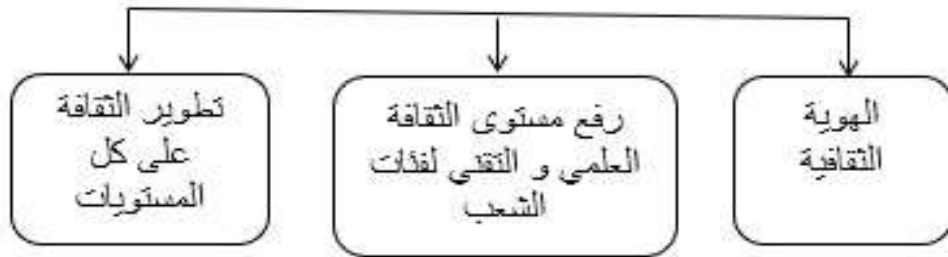 الهوية
الثقافية
رفع مستوى الثقافة
العلمي و التقني لفئات
الشعب
تطوير الثقافة
على كل
المستويات